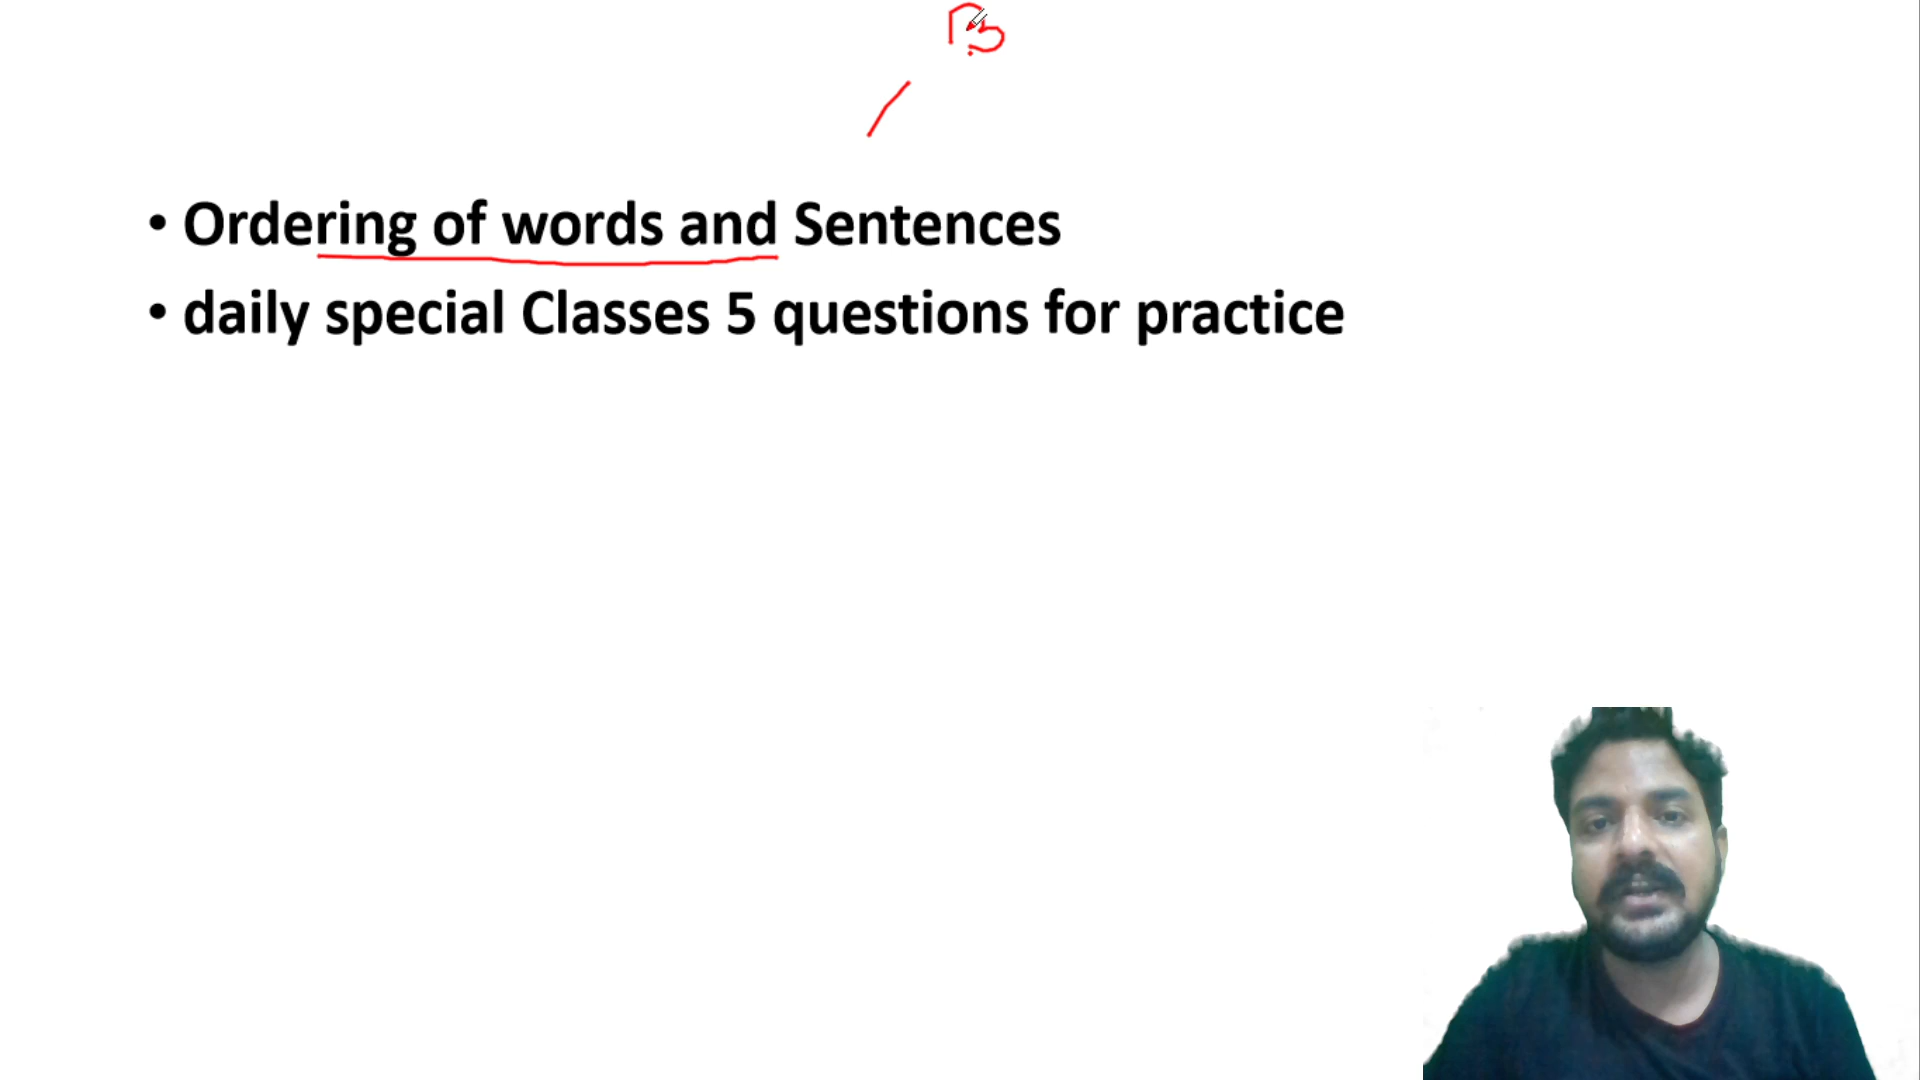 • Ordering of words and Sentences
• daily special Classes 5 questions for practice